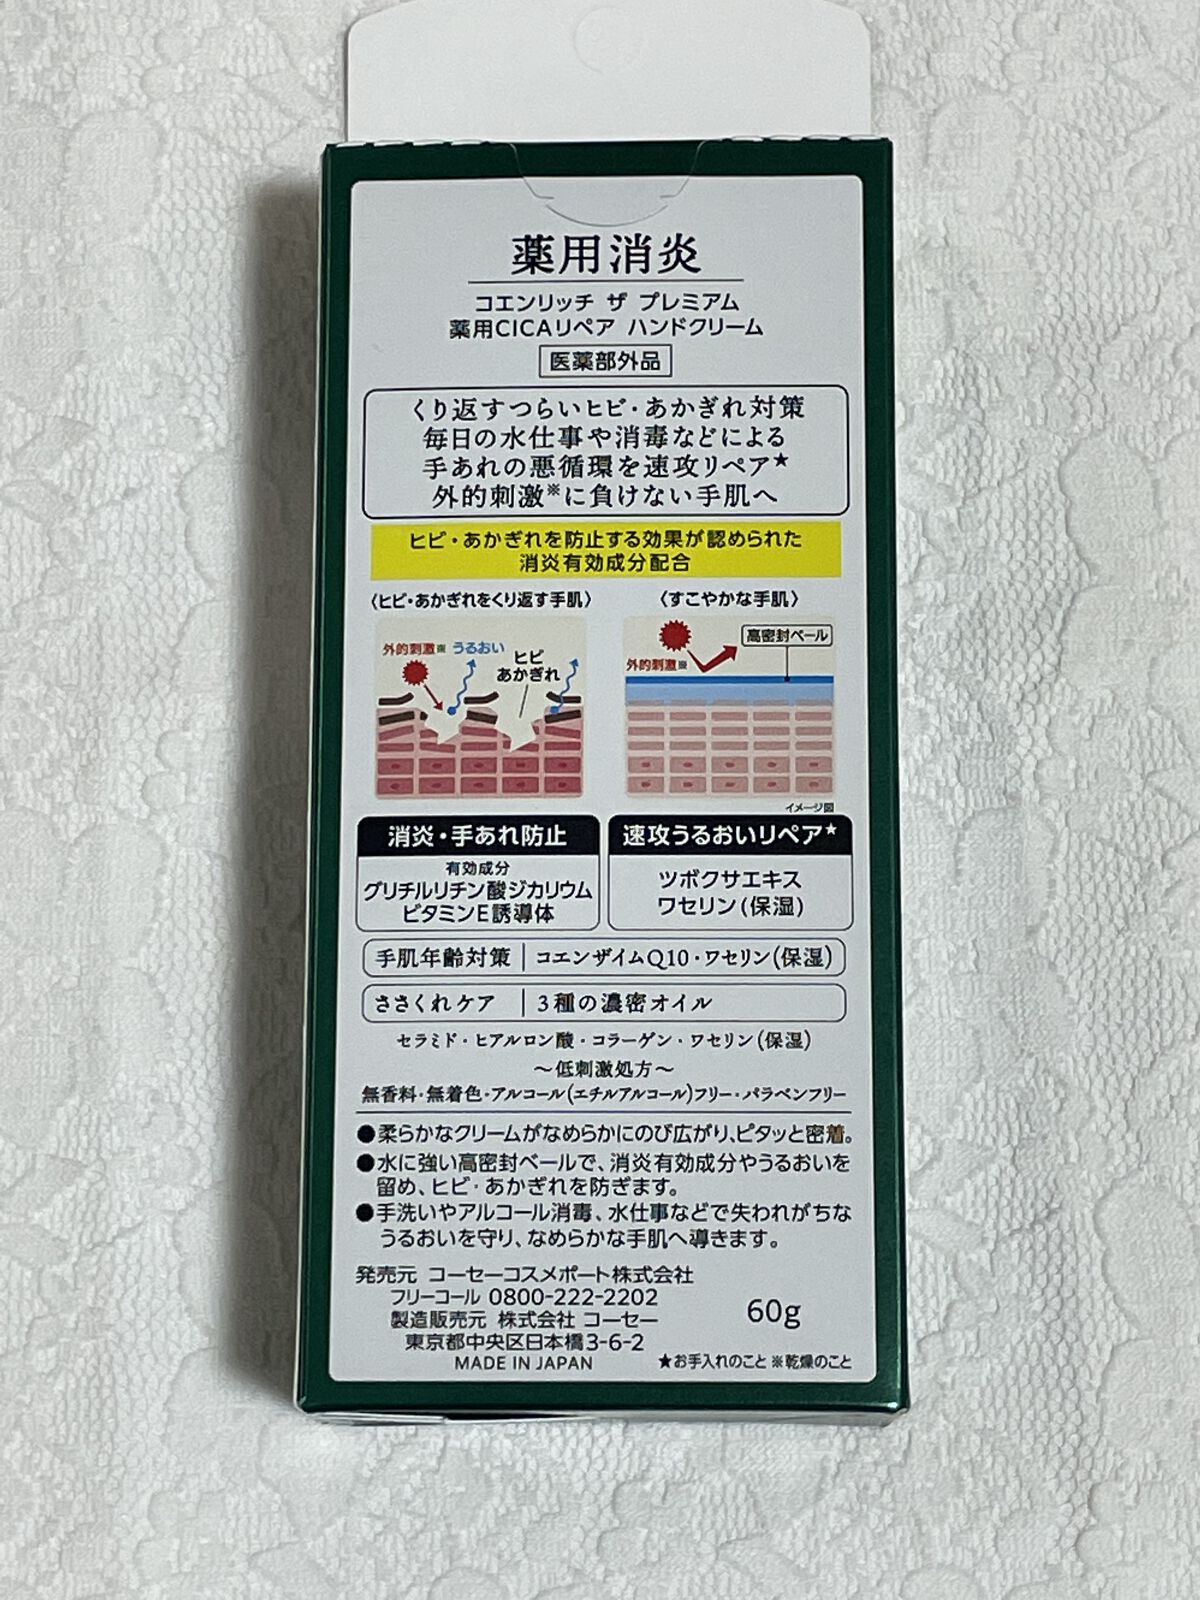 薬用消炎
コエンリッチ ザ プレミアム
薬用CICAリペア ハンドクリーム
医薬部外品
くり返すつらいヒビ・あかぎれ対策
毎日の水仕事や消毒などによる
手あれの悪循環を速攻リペア★
外的刺激※に負けない手肌へ
ヒビ・あかぎれを防止する効果が認められた
消炎有効成分配合
〈ヒビ・あかぎれをくり返す手肌〉
外的刺激※ うるおい
ヒビ
あかぎれ
〈すこやかな手肌〉
高密封ベール
外的刺激※
イメージ図
消炎・手あれ防止
有効成分
グリチルリチン酸ジカリウム
ビタミンE誘導体
速攻うるおいリペア★
ツボクサエキス
ワセリン(保湿)
手肌年齢対策 コエンザイムQ10・ワセリン(保湿)
ささくれケア 3種の濃密オイル
セラミド・ヒアルロン酸・コラーゲン・ワセリン(保湿)
〜低刺激処方〜
無香料・無着色・アルコール(エチルアルコール)フリー・パラベンフリー
●柔らかなクリームがなめらかにのび広がり、ピタッと密着。
●水に強い高密封ベールで、消炎有効成分やうるおいを
留め、ヒビ・あかぎれを防ぎます。
●手洗いやアルコール消毒、水仕事などで失われがちな
うるおいを守り、なめらかな手肌へ導きます。
発売元 コーセーコスメポート株式会社
フリーコール 0800-222-2202
製造販売元 株式会社 コーセー
東京都中央区日本橋3-6-2
MADE IN JAPAN
60g
★お手入れのこと ※乾燥のこと